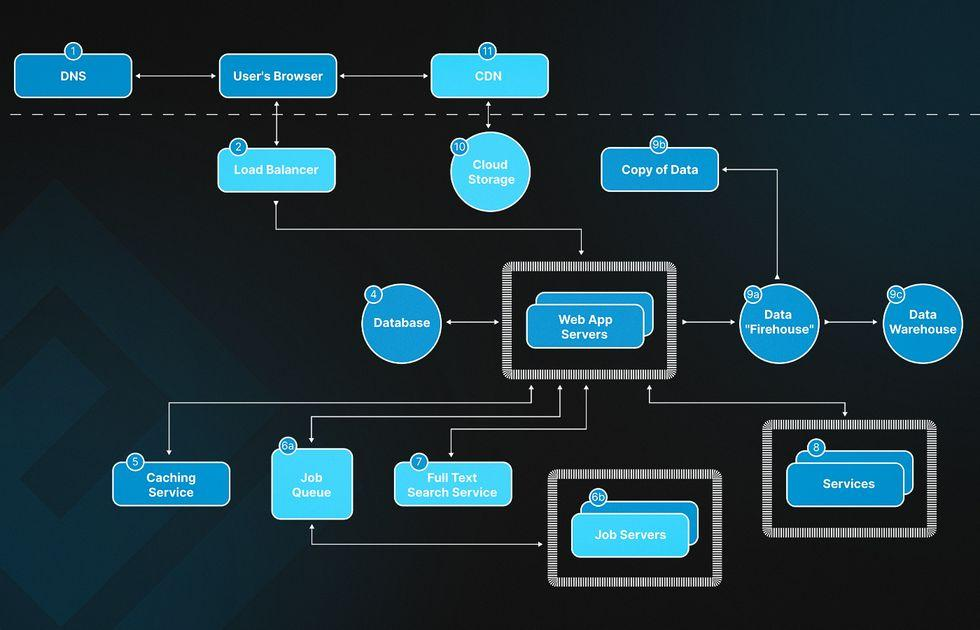 1
DNS
User's Browser
11
CDN
2
Load Balancer
10
Cloud
Storage
9b
Copy of Data
4
Database
Web App
Servers
9a
Data
"Firehouse"
9c
Data
Warehouse
5
Caching
Service
6a
Job
Queue
7
Full Text
Search Service
6b
Job Servers
8
Services